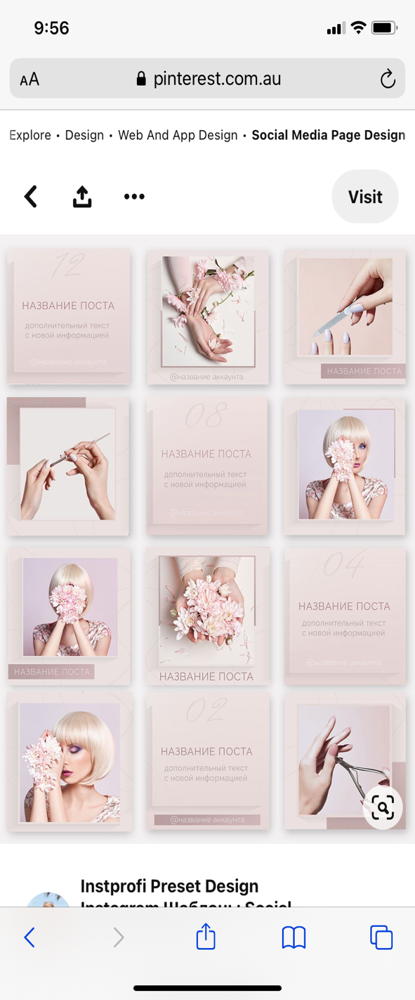 9:56
AA pinterest.com.au
Explore • Design • Web And App Design • Social Media Page Design
Visit
12
НАЗВАНИЕ ПОСТА
дополнительный текст
с новой информацией
@название аккаунта
@название аккаунта
НАЗВАНИЕ ПОСТА
08
НАЗВАНИЕ ПОСТА
дополнительный текст
с новой информацией
@название аккаунта
НАЗВАНИЕ ПОСТА
НАЗВАНИЕ ПОСТА
04
НАЗВАНИЕ ПОСТА
дополнительный текст
с новой информацией
@название аккаунта
02
НАЗВАНИЕ ПОСТА
дополнительный текст
с новой информацией
@название аккаунта
Instprofi Preset Design
Instagram Шаблоны Social